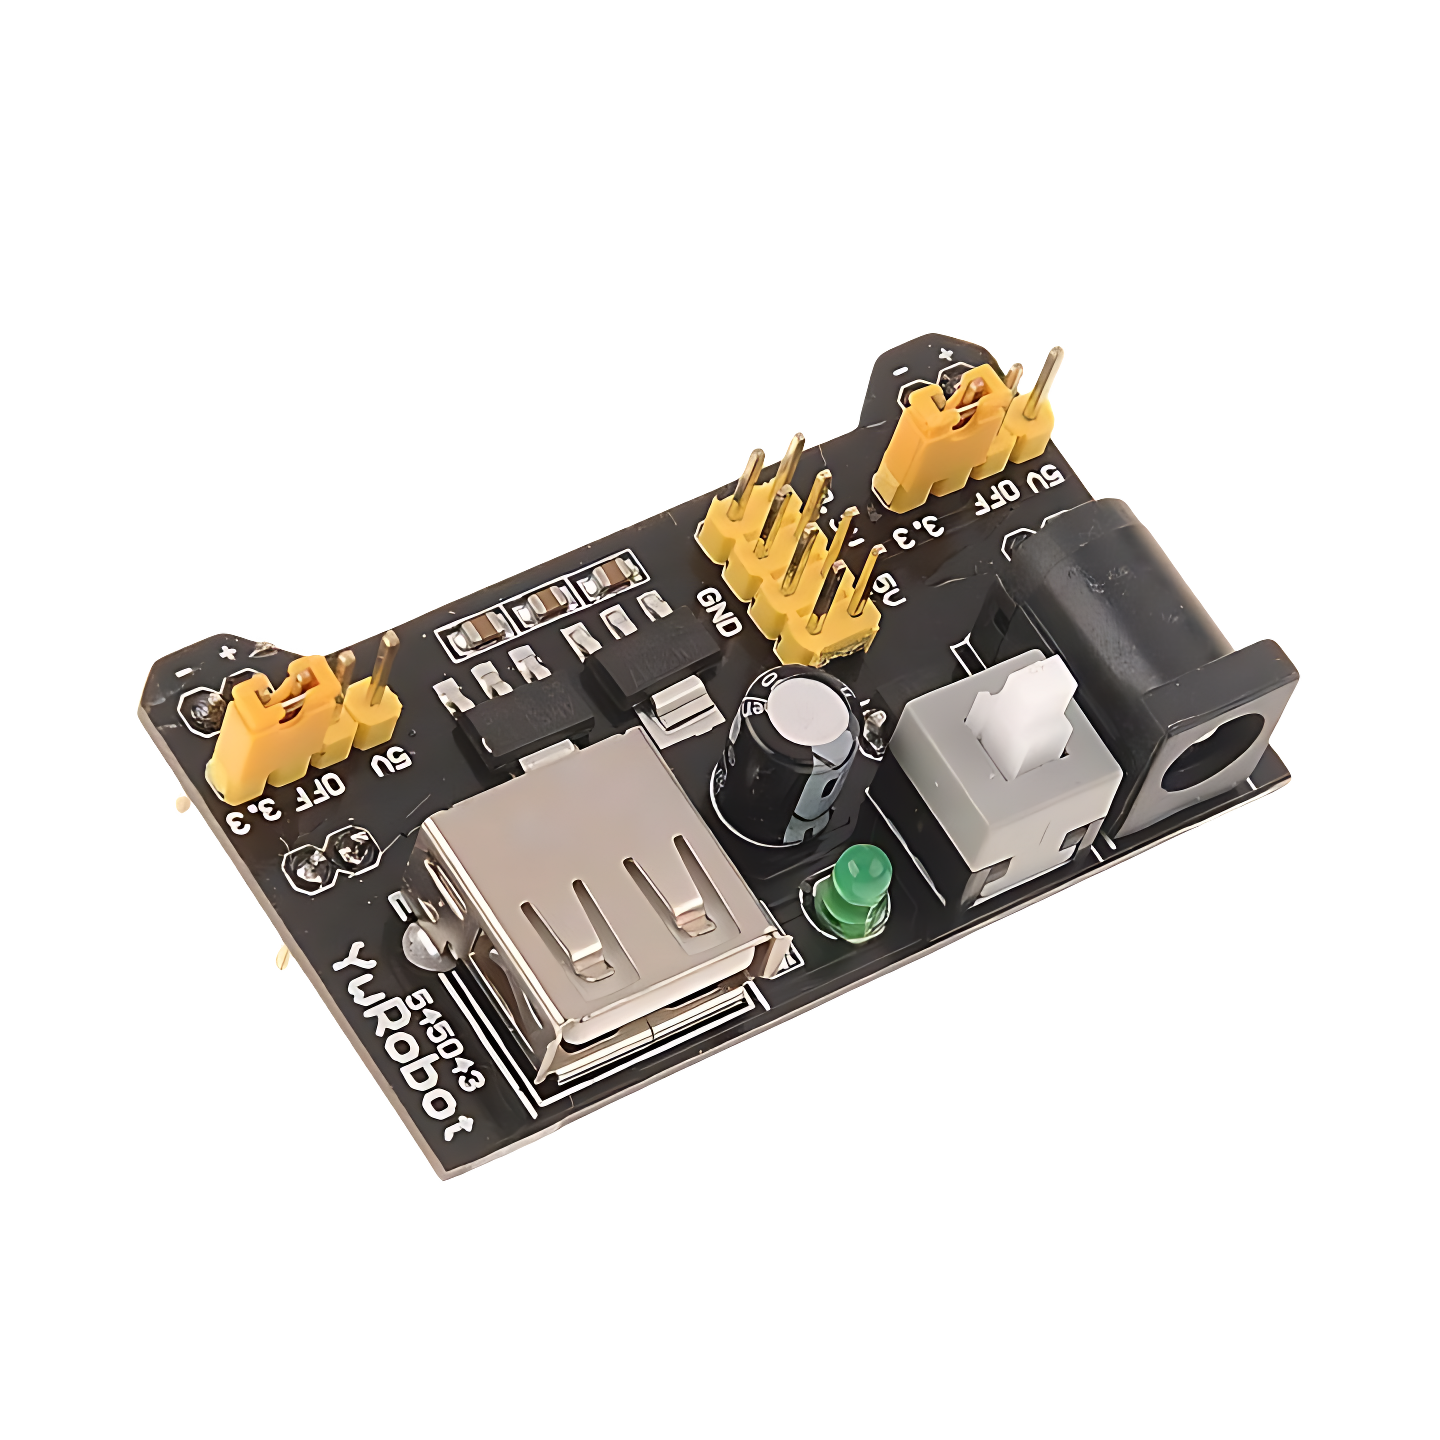 - +
5V OFF 3.3
GND
5V
- +
5V OFF 3.3
YwRobot
545043